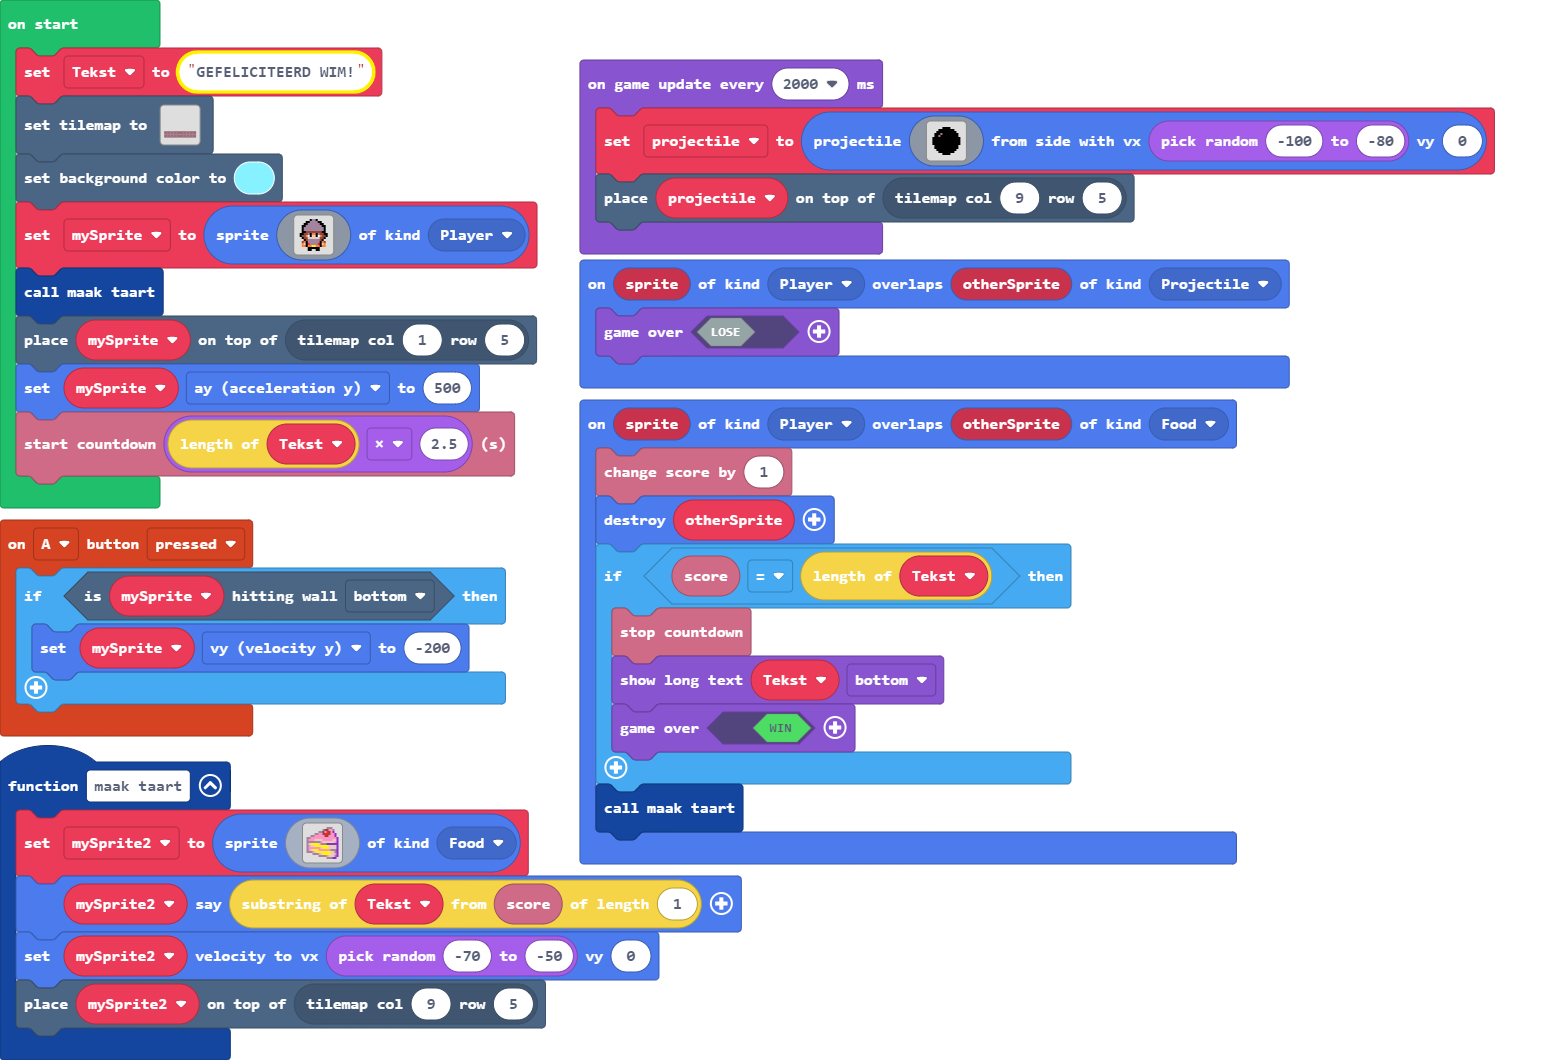 on start
set Tekst to "GEFELICITEERD WIM!"
set tilemap to
set background color to
set mySprite to sprite of kind Player
call maak taart
place mySprite on top of tilemap col 1 row 5
set mySprite ay (acceleration y) to 500
start countdown length of Tekst × 2.5 (s)
on A button pressed
if is mySprite hitting wall bottom then
set mySprite vy (velocity y) to -200
function maak taart
set mySprite2 to sprite of kind Food
mySprite2 say substring of Tekst from score of length 1
set mySprite2 velocity to vx pick random -70 to -50 vy 0
place mySprite2 on top of tilemap col 9 row 5
on game update every 2000 ms
set projectile to projectile from side with vx pick random -100 to -80 vy 0
place projectile on top of tilemap col 9 row 5
on sprite of kind Player overlaps otherSprite of kind Projectile
game over LOSE
on sprite of kind Player overlaps otherSprite of kind Food
change score by 1
destroy otherSprite
if score = length of Tekst then
stop countdown
show long text Tekst bottom
game over WIN
call maak taart